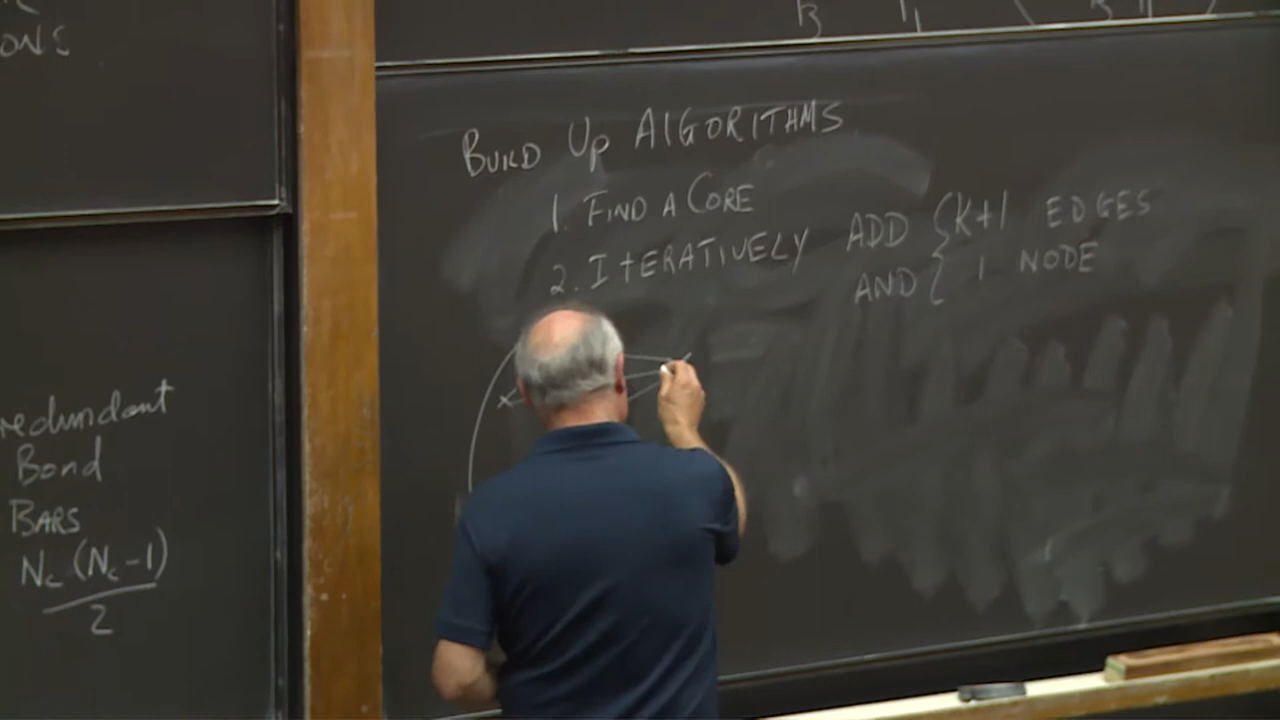 ONS
redundant
Bond
BARS
Nc (Nc-1)
2
BUILD UP ALGORITHMS
1. FIND A CORE
2. ITERATIVELY ADD { K+1 EDGES
AND { 1 NODE